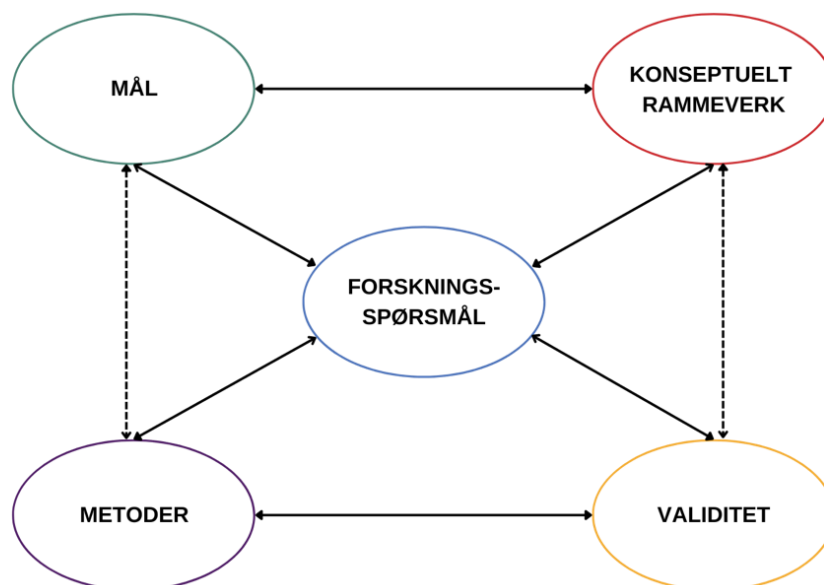 MÅL
KONSEPTUELT
RAMMEVERK
FORSKNINGS-
SPØRSMÅL
METODER
VALIDITET